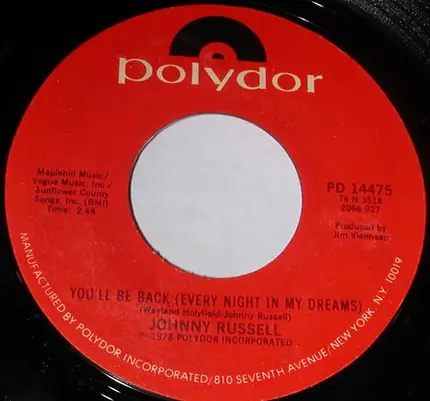 polydor
Maplehill Music/
Vogue Music, Inc./
Sunflower County
Songs, Inc. (BMI)
Time: 2:44
PD 14475
76 N 3516
2066 927
Produced by
Jim Vienneau
YOU'LL BE BACK (EVERY NIGHT IN MY DREAMS)
(Wayland Holyfield-Johnny Russell)
JOHNNY RUSSELL
℗ 1978 POLYDOR INCORPORATED
MANUFACTURED BY POLYDOR INCORPORATED/810 SEVENTH AVENUE/NEW YORK, N.Y. 10019